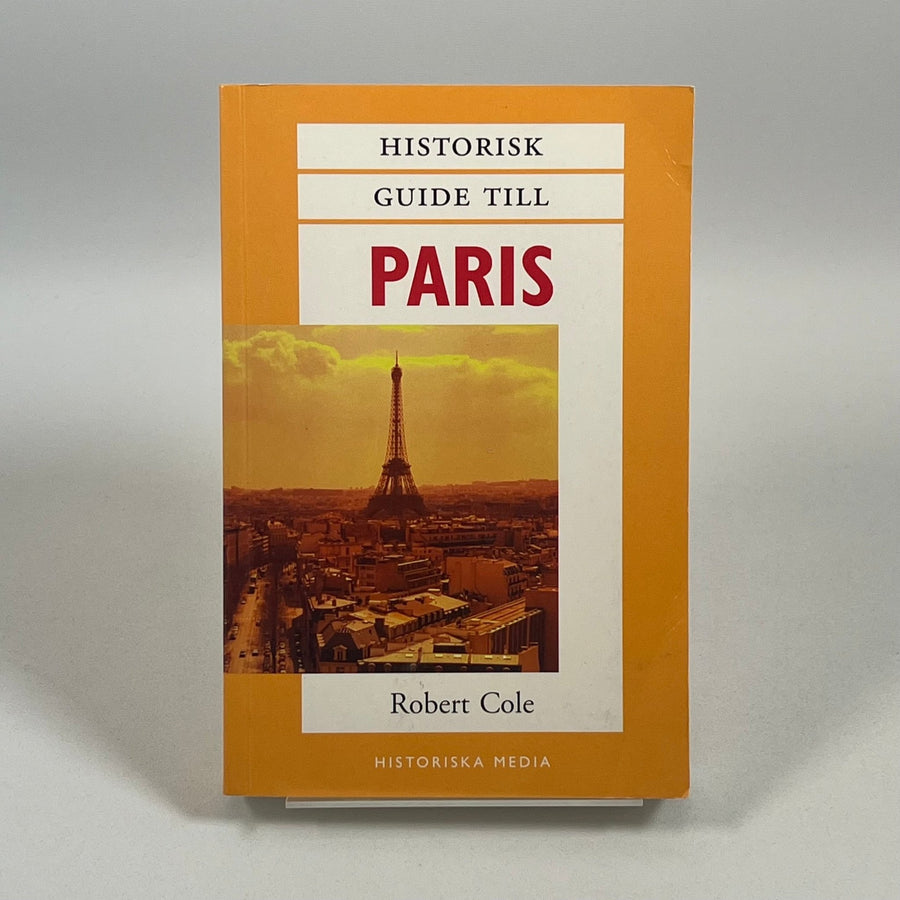 HISTORISK
GUIDE TILL
PARIS
Robert Cole
HISTORISKA MEDIA